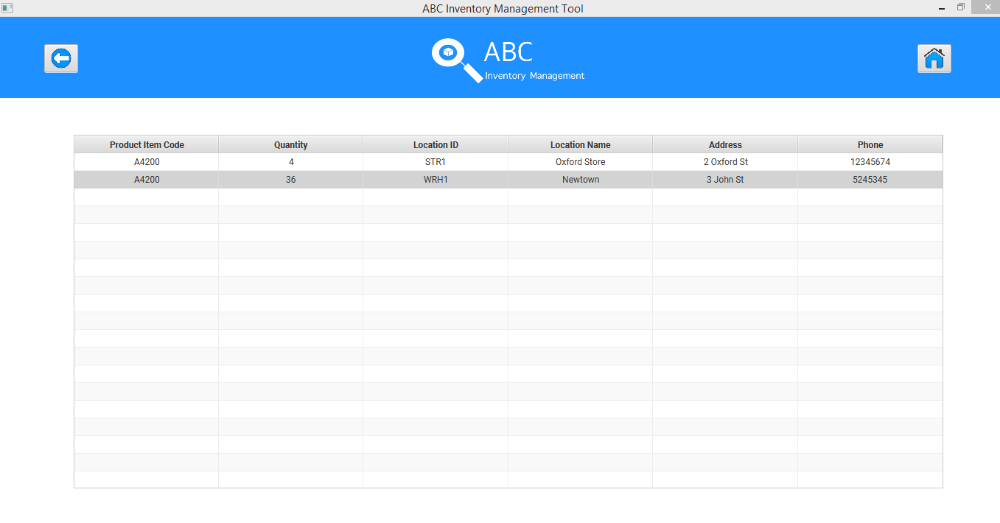 ABC Inventory Management Tool
ABC
Inventory Management
Product Item Code Quantity Location ID Location Name Address Phone
A4200 4 STR1 Oxford Store 2 Oxford St 12345674
A4200 36 WRH1 Newtown 3 John St 5245345